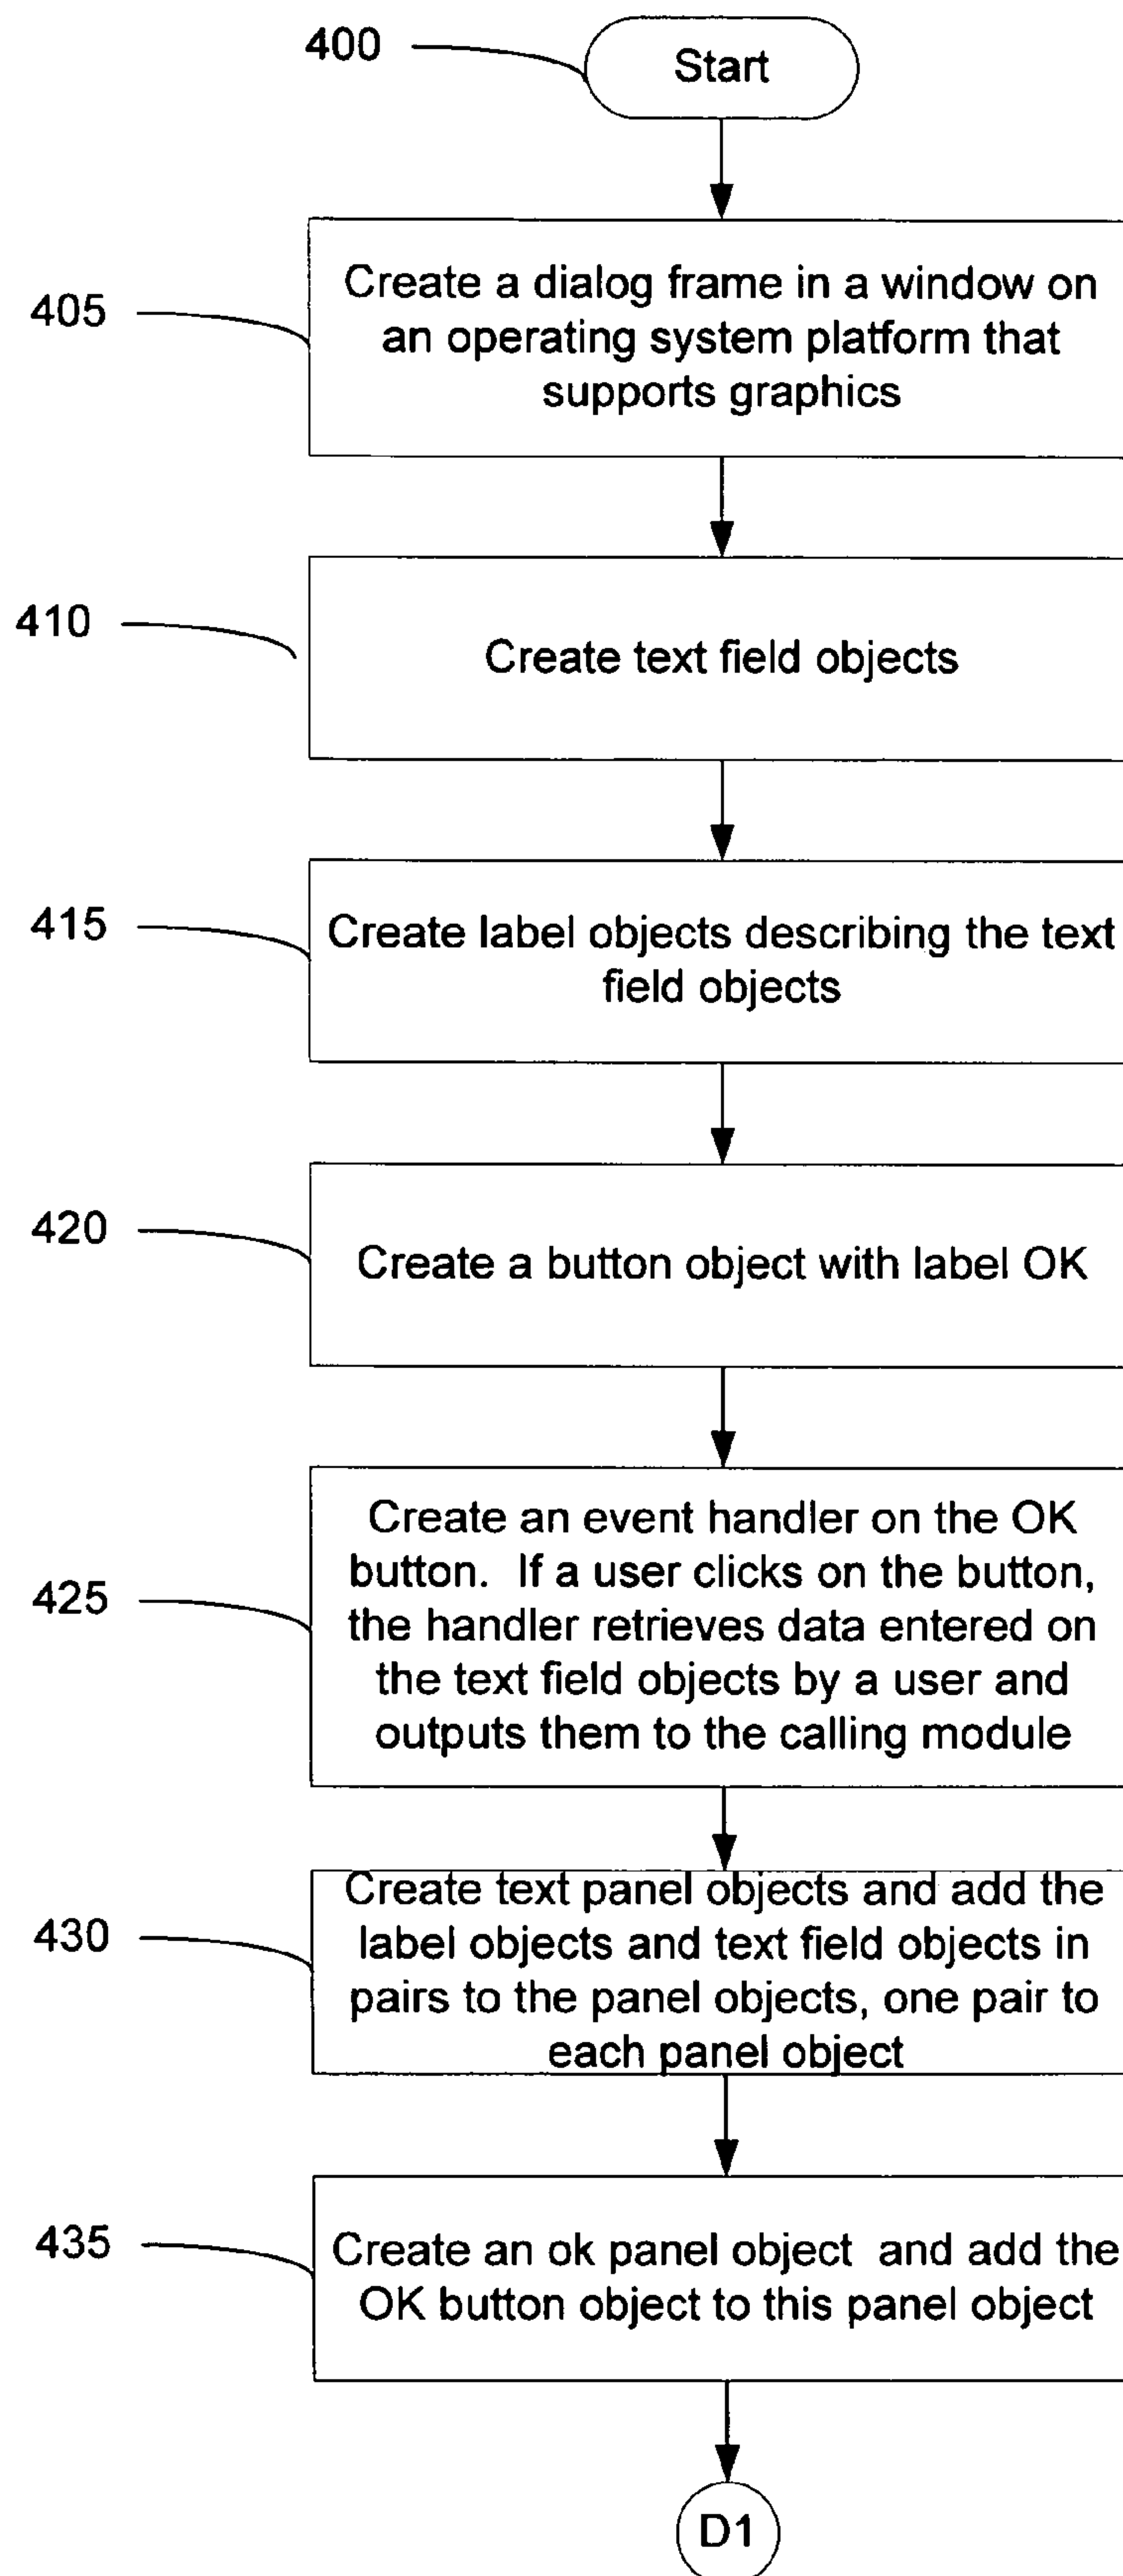 400
Start
405
Create a dialog frame in a window on
an operating system platform that
supports graphics
410
Create text field objects
415
Create label objects describing the text
field objects
420
Create a button object with label OK
425
Create an event handler on the OK
button.  If a user clicks on the button,
the handler retrieves data entered on
the text field objects by a user and
outputs them to the calling module
430
Create text panel objects and add the
label objects and text field objects in
pairs to the panel objects, one pair to
each panel object
435
Create an ok panel object  and add the
OK button object to this panel object
D1